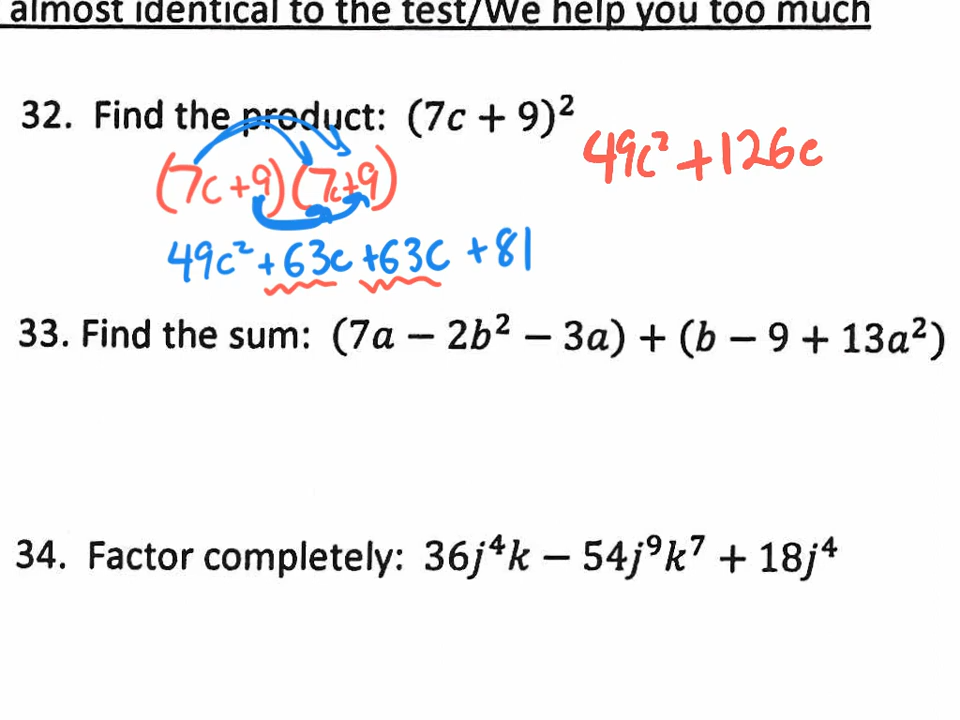 almost identical to the test/We help you too much
32. Find the product: (7c + 9)²
49c² + 126c
(7c + 9)(7c + 9)
49c² + 63c + 63c + 81
33. Find the sum: (7a − 2b² − 3a) + (b − 9 + 13a²)
34. Factor completely: 36j⁴k − 54j⁹k⁷ + 18j⁴